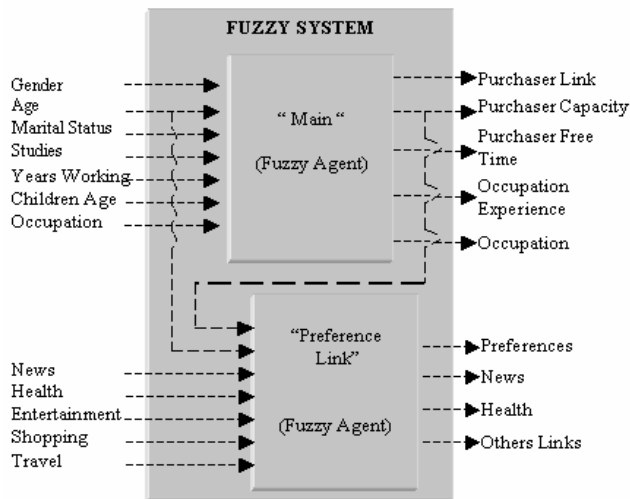 FUZZY SYSTEM
Gender
Age
Marital Status
Studies
Years Working
Children Age
Occupation
“ Main “
(Fuzzy Agent)
Purchaser Link
Purchaser Capacity
Purchaser Free
Time
Occupation
Experience
Occupation
News
Health
Entertainment
Shopping
Travel
“Preference
Link”
(Fuzzy Agent)
Preferences
News
Health
Others Links